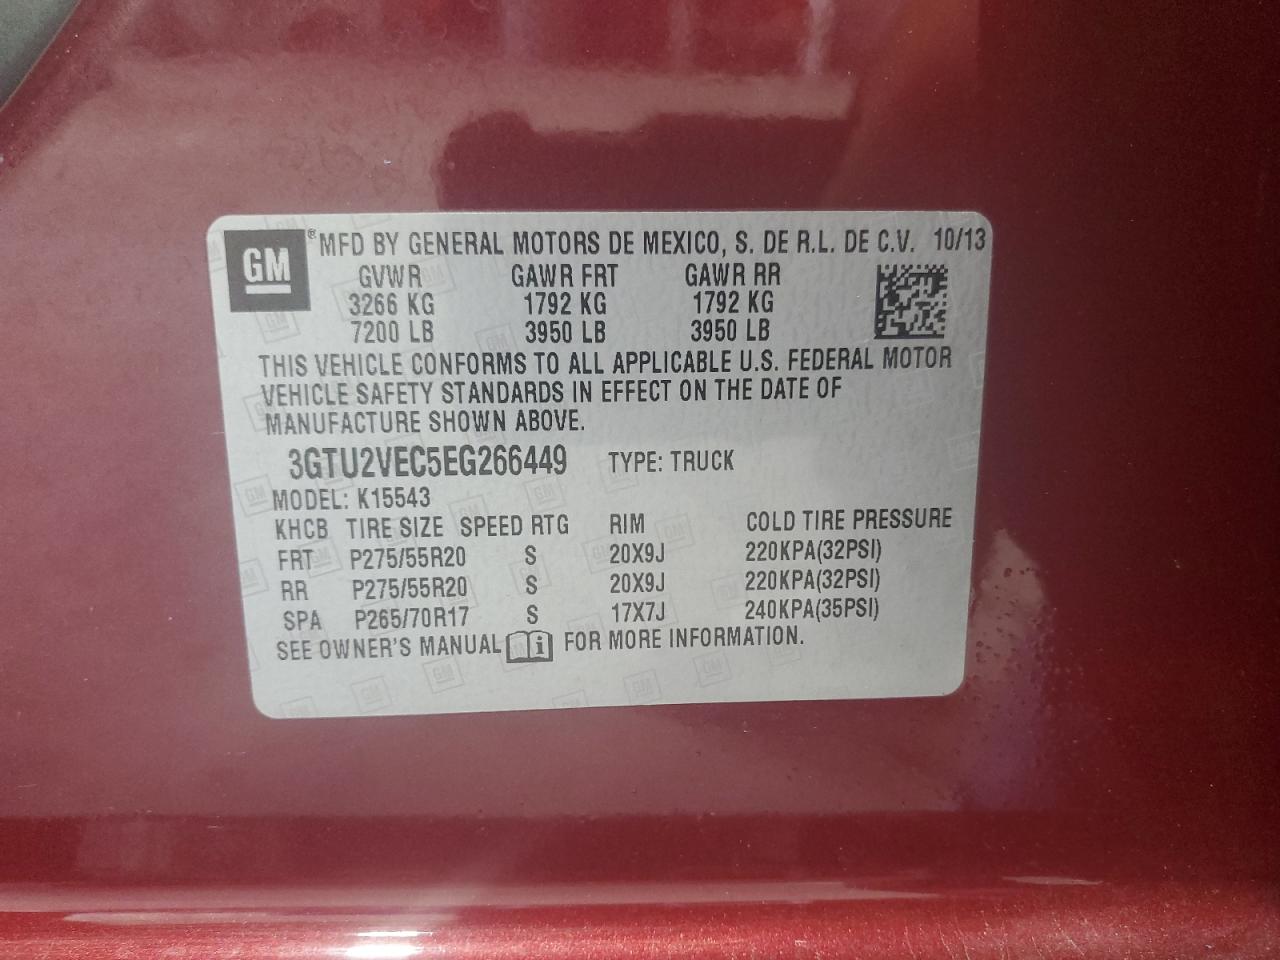 GM ® MFD BY GENERAL MOTORS DE MEXICO, S. DE R.L. DE C.V. 10/13
GVWR GAWR FRT GAWR RR
3266 KG 1792 KG 1792 KG
7200 LB 3950 LB 3950 LB
THIS VEHICLE CONFORMS TO ALL APPLICABLE U.S. FEDERAL MOTOR
VEHICLE SAFETY STANDARDS IN EFFECT ON THE DATE OF
MANUFACTURE SHOWN ABOVE.
3GTU2VEC5EG266449 TYPE: TRUCK
MODEL: K15543
KHCB TIRE SIZE SPEED RTG RIM COLD TIRE PRESSURE
FRT P275/55R20 S 20X9J 220KPA(32PSI)
RR P275/55R20 S 20X9J 220KPA(32PSI)
SPA P265/70R17 S 17X7J 240KPA(35PSI)
SEE OWNER'S MANUAL i FOR MORE INFORMATION.